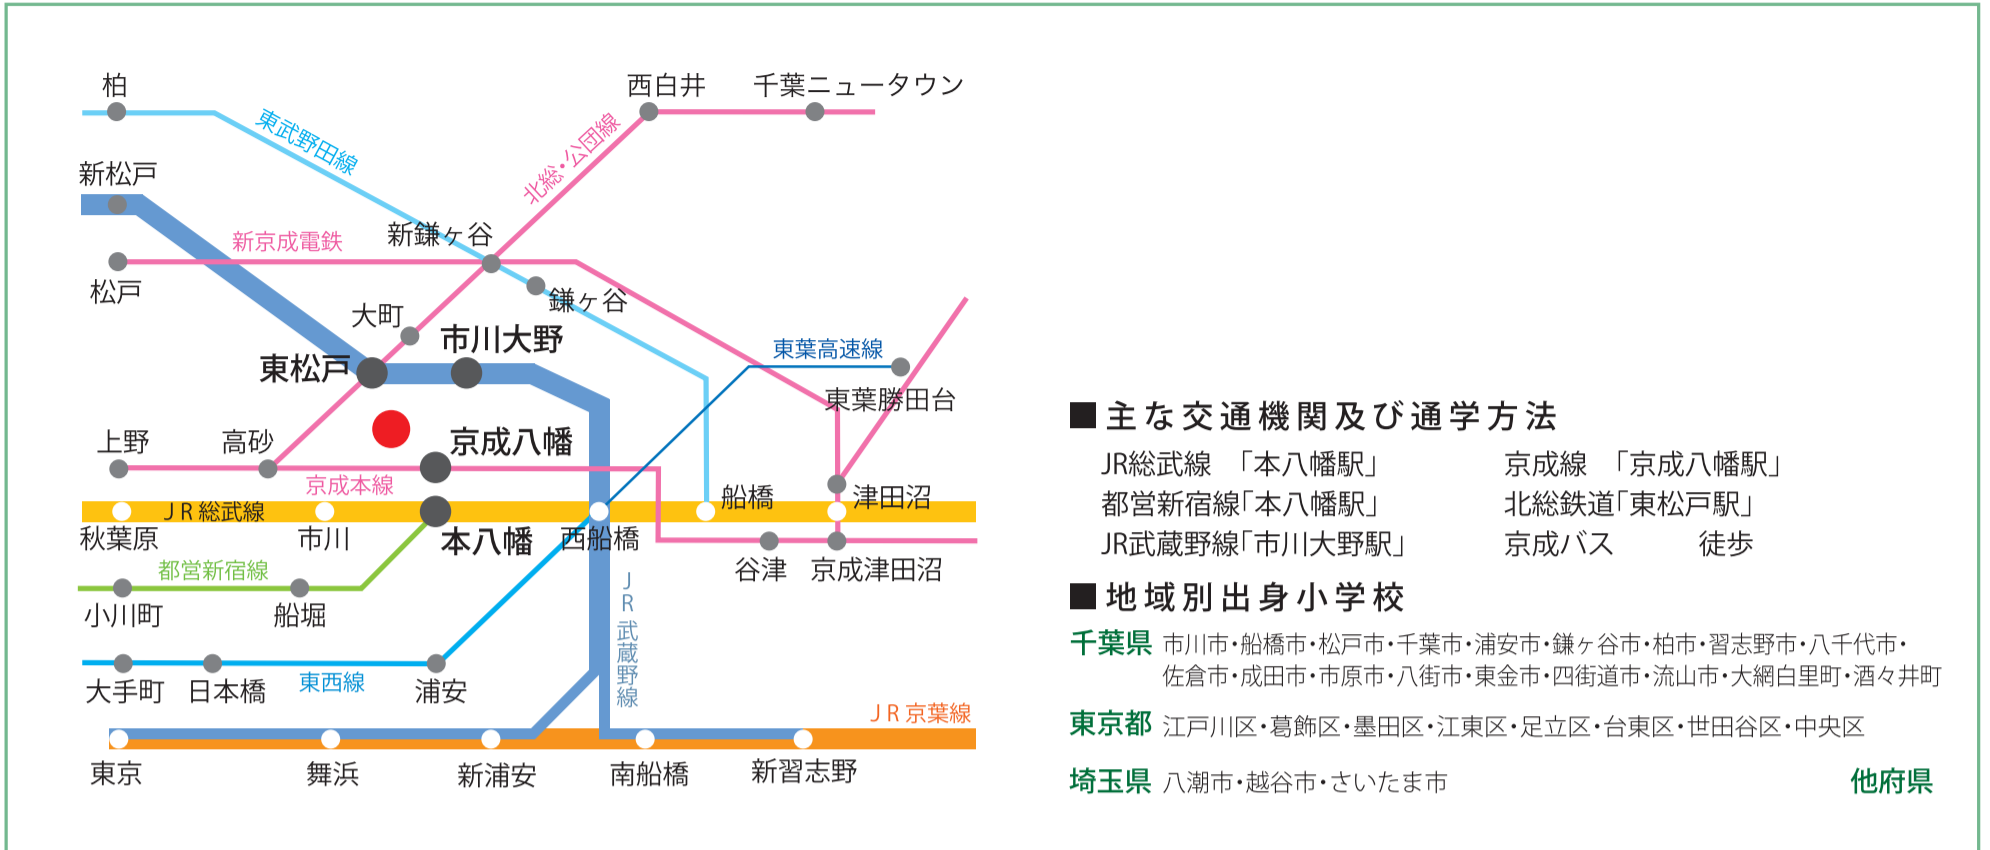 柏
西白井
千葉ニュータウン
東武野田線
北総・公団線
新松戸
新京成電鉄
新鎌ヶ谷
松戸
鎌ヶ谷
大町
市川大野
東松戸
東葉高速線
東葉勝田台
上野
高砂
京成八幡
京成本線
船橋
津田沼
JR総武線
秋葉原
市川
本八幡
西船橋
谷津
京成津田沼
都営新宿線
小川町
船堀
JR武蔵野線
大手町
日本橋
東西線
浦安
JR京葉線
東京
舞浜
新浦安
南船橋
新習志野
■主な交通機関及び通学方法
JR総武線 「本八幡駅」 京成線 「京成八幡駅」
都営新宿線「本八幡駅」 北総鉄道「東松戸駅」
JR武蔵野線「市川大野駅」 京成バス 徒歩
■地域別出身小学校
千葉県 市川市・船橋市・松戸市・千葉市・浦安市・鎌ヶ谷市・柏市・習志野市・八千代市・
佐倉市・成田市・市原市・八街市・東金市・四街道市・流山市・大網白里町・酒々井町
東京都 江戸川区・葛飾区・墨田区・江東区・足立区・台東区・世田谷区・中央区
埼玉県 八潮市・越谷市・さいたま市 他府県